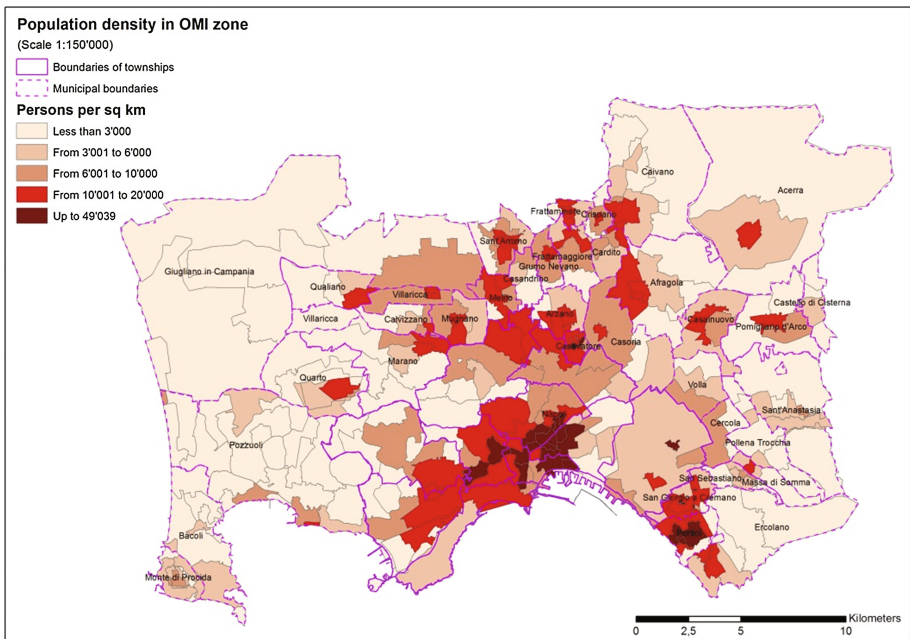 Population density in OMI zone
(Scale 1:150'000)
Boundaries of townships
Municipal boundaries
Persons per sq km
Less than 3'000
From 3'001 to 6'000
From 6'001 to 10'000
From 10'001 to 20'000
Up to 49'039
Caivano
Acerra
Frattaminore
Crispano
Sant'Antimo
Cardito
Frattamaggiore
Grumo Nevano
Giugliano in Campania
Casandrino
Afragola
Qualiano
Villaricca
Melito
Castello di Cisterna
Villaricca
Calvizzano
Mugnano
Arzano
Casalnuovo
Pomigliano d'Arco
Casoria
Casavatore
Marano
Quarto
Volla
Sant'Anastasia
Napoli
Cercola
Pozzuoli
Pollena Trocchia
San Sebastiano
Massa di Somma
San Giorgio a Cremano
Ercolano
Portici
Bacoli
Monte di Procida
Kilometers
0 2,5 5 10